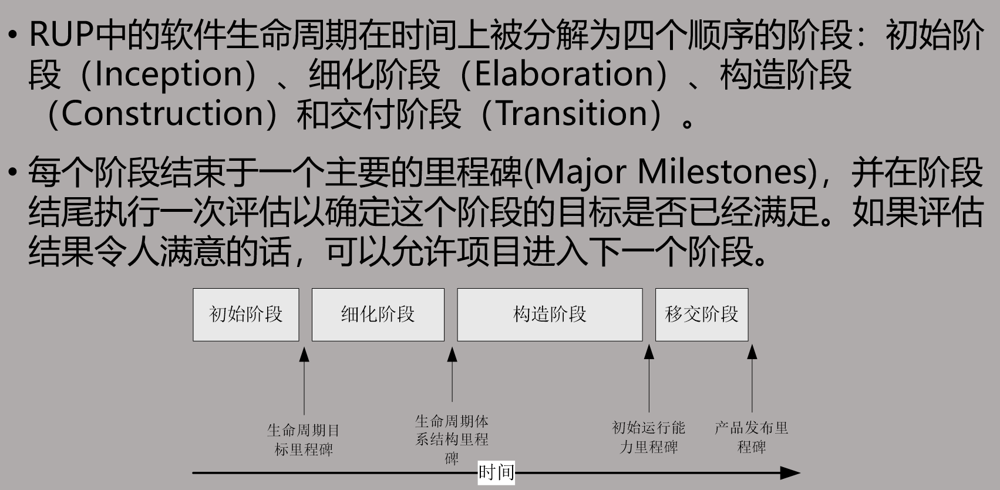 • RUP中的软件生命周期在时间上被分解为四个顺序的阶段：初始阶
段（Inception）、细化阶段（Elaboration）、构造阶段
（Construction）和交付阶段（Transition）。
• 每个阶段结束于一个主要的里程碑(Major Milestones)，并在阶段
结尾执行一次评估以确定这个阶段的目标是否已经满足。如果评估
结果令人满意的话，可以允许项目进入下一个阶段。
初始阶段
细化阶段
构造阶段
移交阶段
生命周期目
标里程碑
生命周期体
系结构里程
碑
初始运行能
力里程碑
产品发布里
程碑
时间